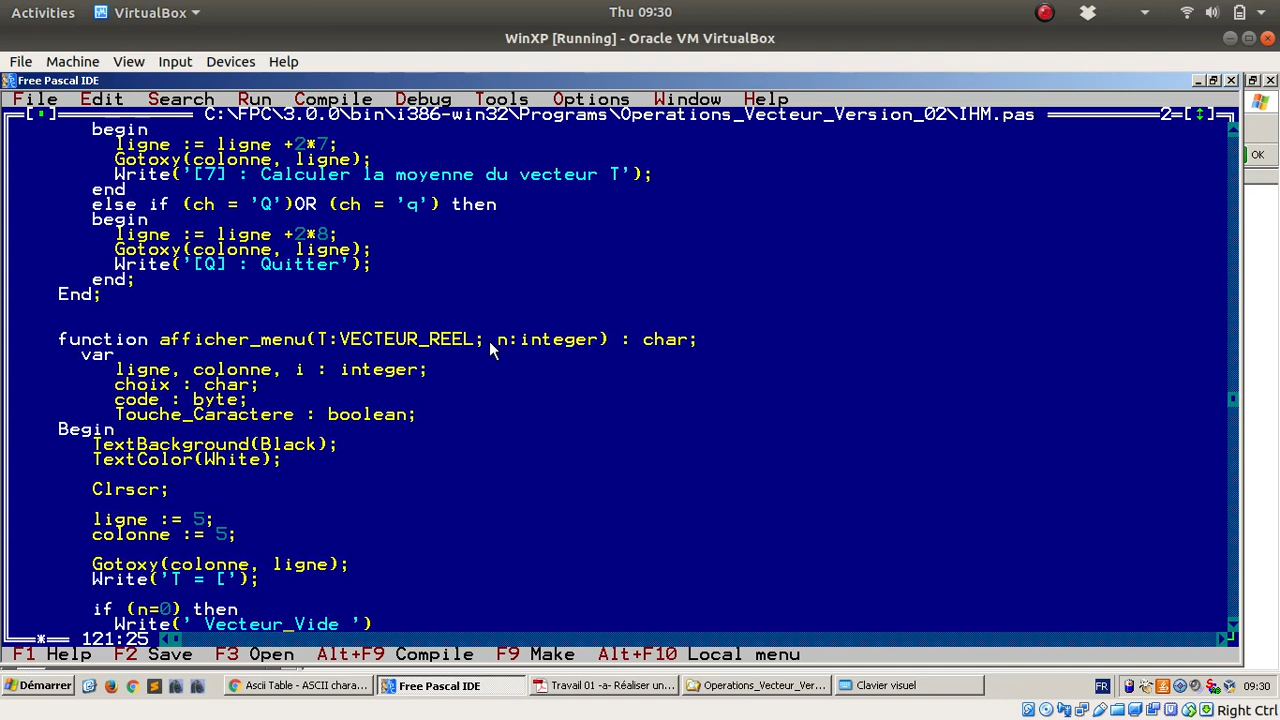 Activities VirtualBox Thu 09:30
WinXP [Running] - Oracle VM VirtualBox
File Machine View Input Devices Help
Free Pascal IDE
File Edit Search Run Compile Debug Tools Options Window Help
C:\FPC\3.0.0\bin\i386-win32\Programs\Operations_Vecteur_Version_02\IHM.pas 2=[↕]
begin
ligne := ligne +2*7;
Gotoxy(colonne, ligne);
Write('[7] : Calculer la moyenne du vecteur T');
OK
end
else if (ch = 'Q')OR (ch = 'q') then
begin
ligne := ligne +2*8;
Gotoxy(colonne, ligne);
Write('[Q] : Quitter');
end;
End;
function afficher_menu(T:VECTEUR_REEL; n:integer) : char;
var
ligne, colonne, i : integer;
choix : char;
code : byte;
Touche_Caractere : boolean;
Begin
TextBackground(Black);
TextColor(White);
Clrscr;
ligne := 5;
colonne := 5;
Gotoxy(colonne, ligne);
Write('T = [');
if (n=0) then
Write(' Vecteur_Vide ')
* 121:25
F1 Help F2 Save F3 Open Alt+F9 Compile F9 Make Alt+F10 Local menu
Démarrer Ascii Table - ASCII chara... Free Pascal IDE Travail 01 -a- Réaliser un... Operations_Vecteur_Ver... Clavier visuel FR 09:30
Right Ctrl